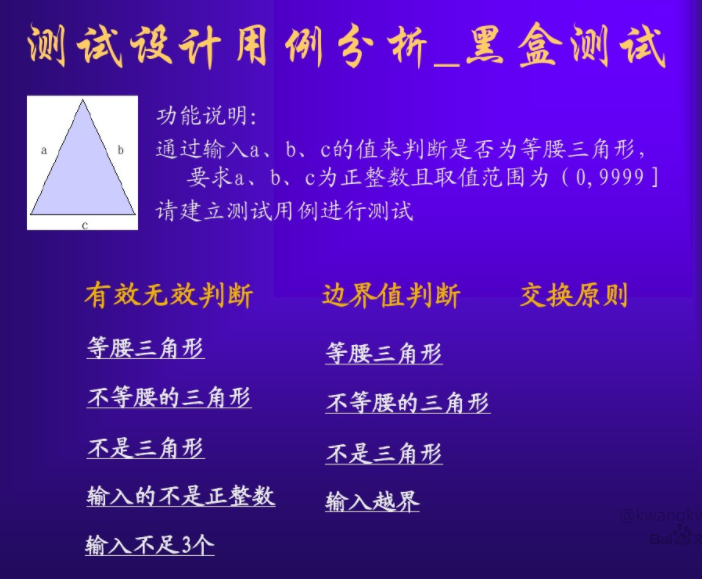 测试设计用例分析_黑盒测试
功能说明:
通过输入a、b、c的值来判断是否为等腰三角形,
要求a、b、c为正整数且取值范围为(0,9999]
请建立测试用例进行测试
a
b
c
有效无效判断
边界值判断
交换原则
等腰三角形
不等腰的三角形
不是三角形
输入的不是正整数
输入不足3个
等腰三角形
不等腰的三角形
不是三角形
输入越界